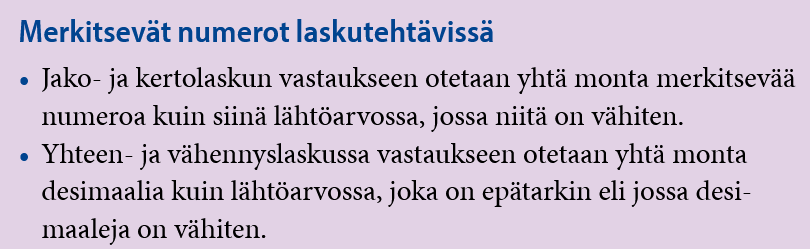 Merkitsevät numerot laskutehtävissä
• Jako- ja kertolaskun vastaukseen otetaan yhtä monta merkitsevää
numeroa kuin siinä lähtöarvossa, jossa niitä on vähiten.
• Yhteen- ja vähennyslaskussa vastaukseen otetaan yhtä monta
desimaalia kuin lähtöarvossa, joka on epätarkin eli jossa desi-
maaleja on vähiten.